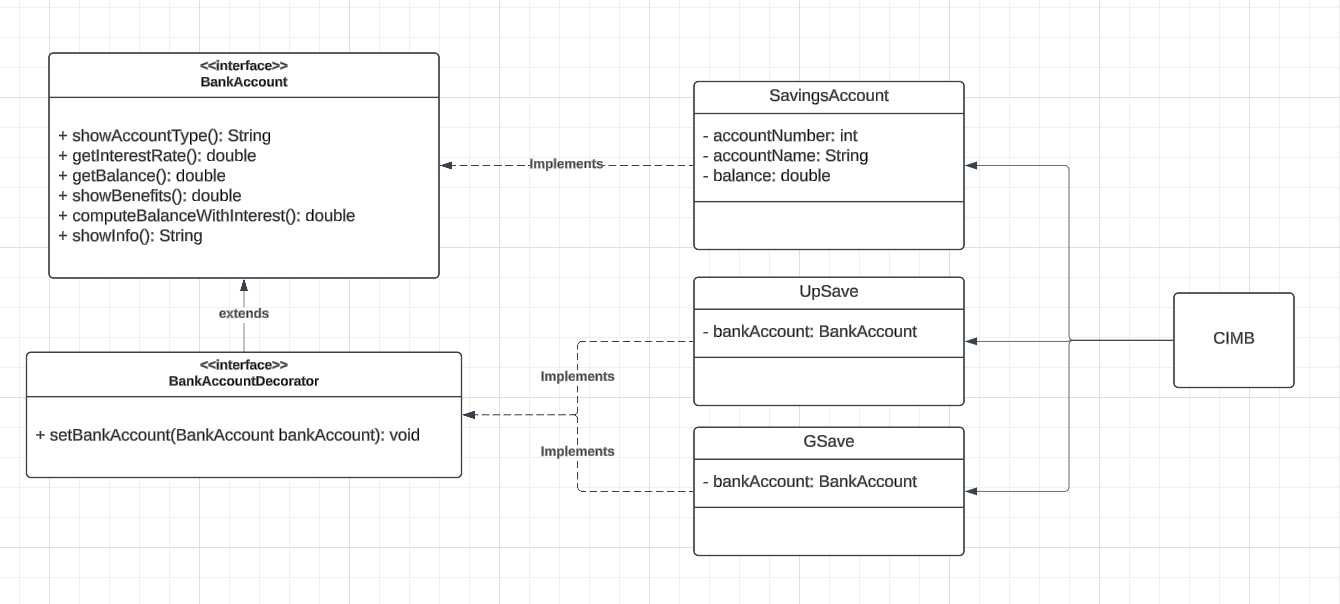 <<interface>>
BankAccount
+ showAccountType(): String
+ getInterestRate(): double
+ getBalance(): double
+ showBenefits(): double
+ computeBalanceWithInterest(): double
+ showInfo(): String
extends
<<interface>>
BankAccountDecorator
+ setBankAccount(BankAccount bankAccount): void
Implements
Implements
Implements
SavingsAccount
- accountNumber: int
- accountName: String
- balance: double
UpSave
- bankAccount: BankAccount
GSave
- bankAccount: BankAccount
CIMB